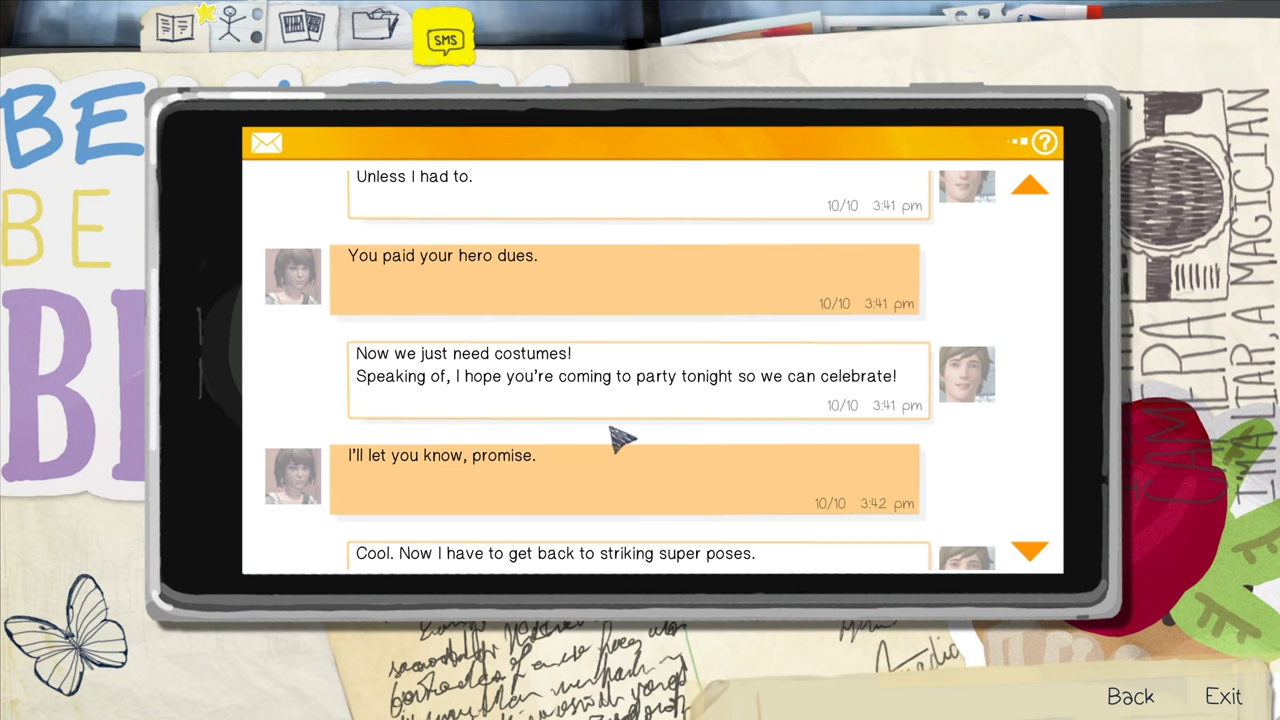 SMS
Unless I had to.
10/10 3:41 pm
You paid your hero dues.
10/10 3:41 pm
Now we just need costumes!
Speaking of, I hope you're coming to party tonight so we can celebrate!
10/10 3:41 pm
I'll let you know, promise.
10/10 3:42 pm
Cool. Now I have to get back to striking super poses.
BE
BE
CAMERA
LIAR, A MAGICIAN
Back Exit